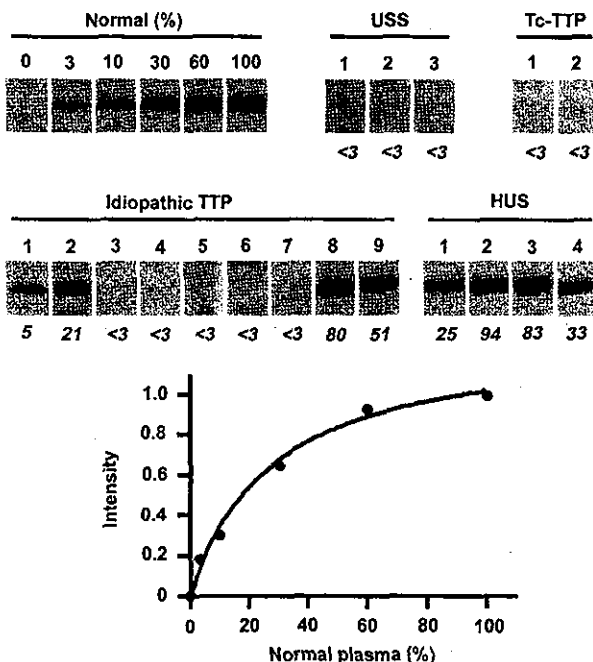 Normal (%) USS Tc-TTP
0 3 10 30 60 100 1 2 3 1 2
<3 <3 <3 <3 <3
Idiopathic TTP HUS
1 2 3 4 5 6 7 8 9 1 2 3 4
5 21 <3 <3 <3 <3 <3 80 51 25 94 83 33
1.0
0.8
0.6
0.4
0.2
0
Intensity
0 20 40 60 80 100
Normal plasma (%)